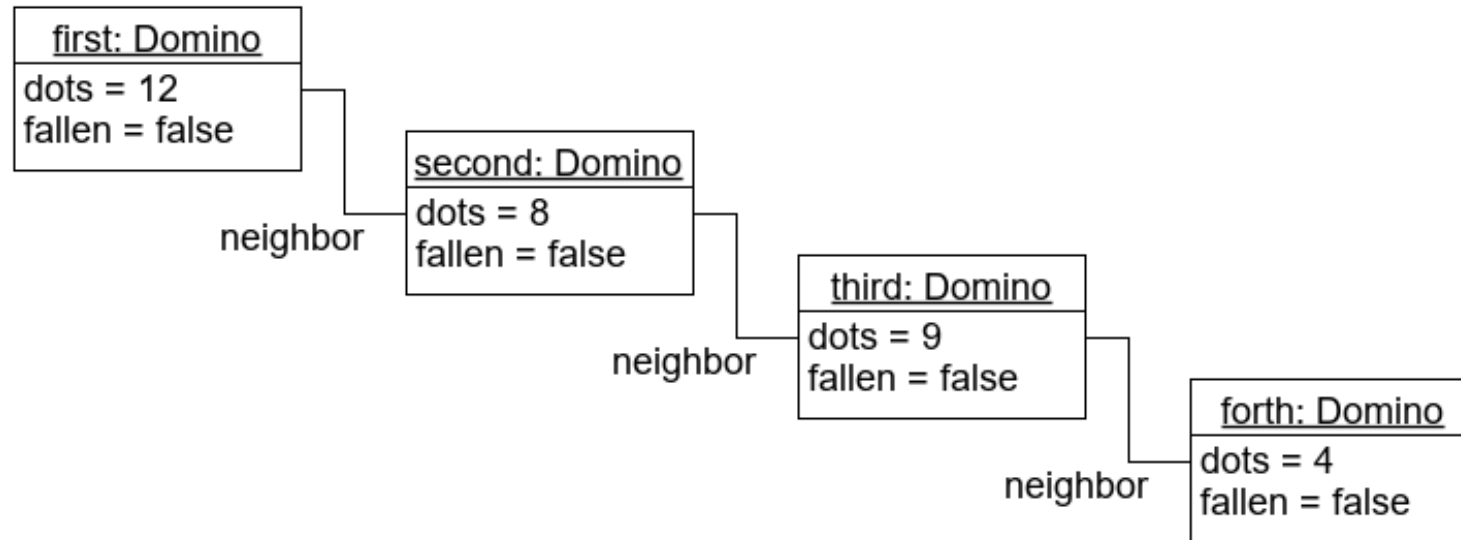 first: Domino
dots = 12
fallen = false
neighbor
second: Domino
dots = 8
fallen = false
neighbor
third: Domino
dots = 9
fallen = false
neighbor
forth: Domino
dots = 4
fallen = false